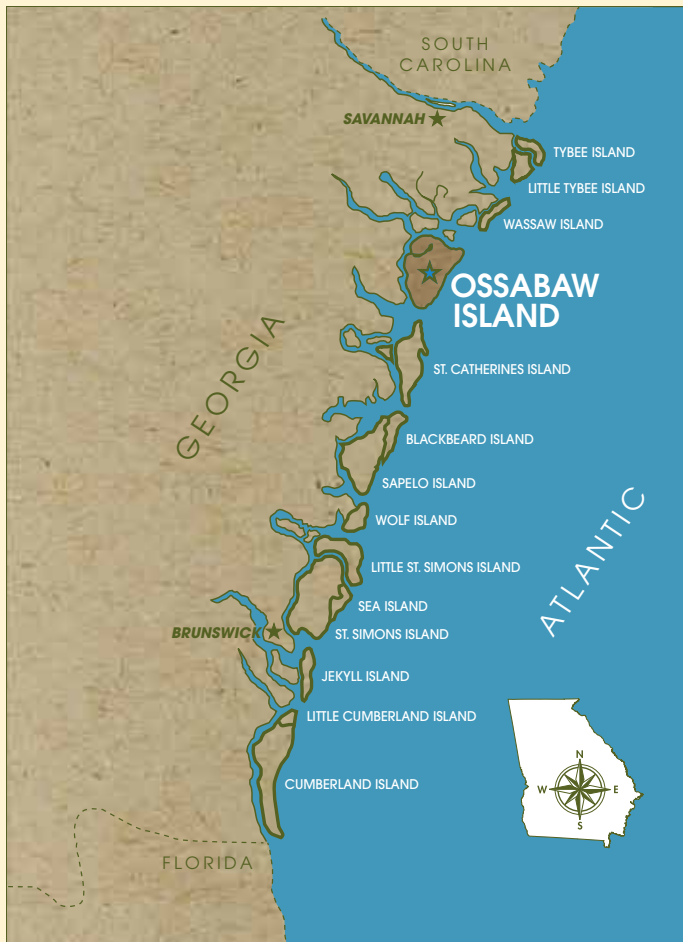 SOUTH
CAROLINA
SAVANNAH
TYBEE ISLAND
LITTLE TYBEE ISLAND
WASSAW ISLAND
OSSABAW
ISLAND
GEORGIA
ST. CATHERINES ISLAND
BLACKBEARD ISLAND
SAPELO ISLAND
WOLF ISLAND
ATLANTIC
LITTLE ST. SIMONS ISLAND
SEA ISLAND
BRUNSWICK
ST. SIMONS ISLAND
JEKYLL ISLAND
LITTLE CUMBERLAND ISLAND
CUMBERLAND ISLAND
N
W E
S
FLORIDA